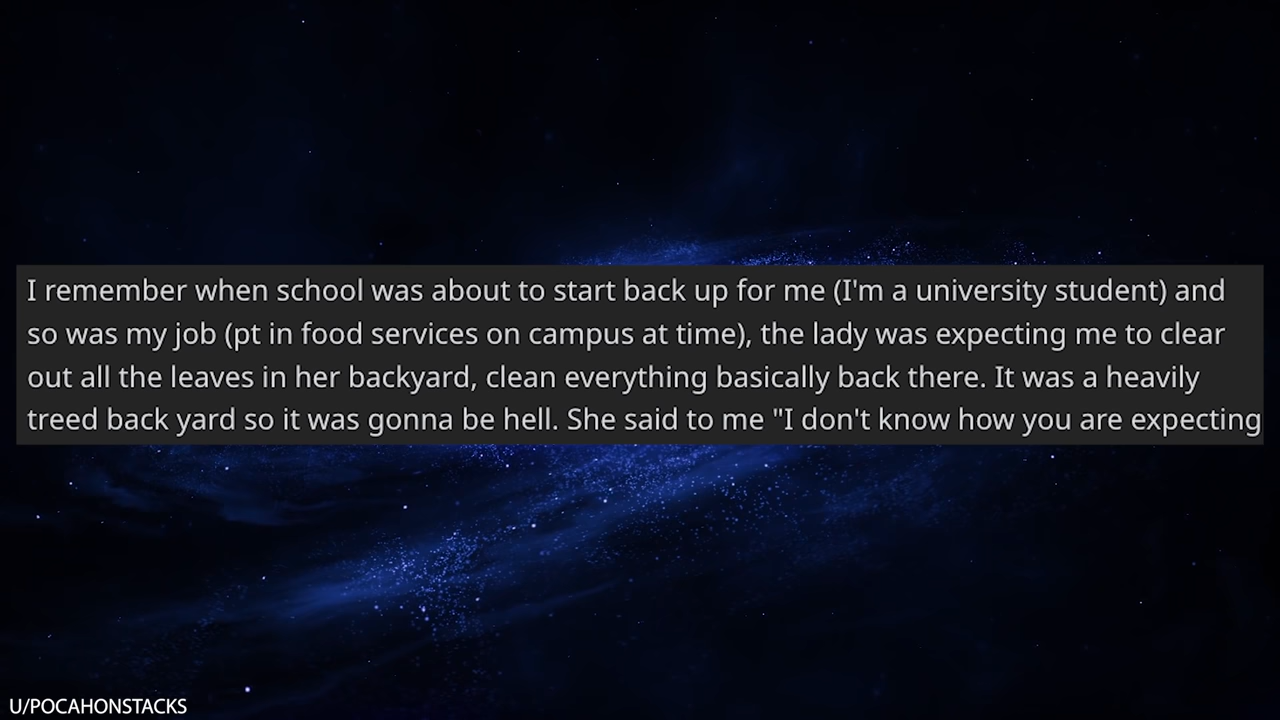 I remember when school was about to start back up for me (I'm a university student) and
so was my job (pt in food services on campus at time), the lady was expecting me to clear
out all the leaves in her backyard, clean everything basically back there. It was a heavily
treed back yard so it was gonna be hell. She said to me "I don't know how you are expecting
U/POCAHONSTACKS